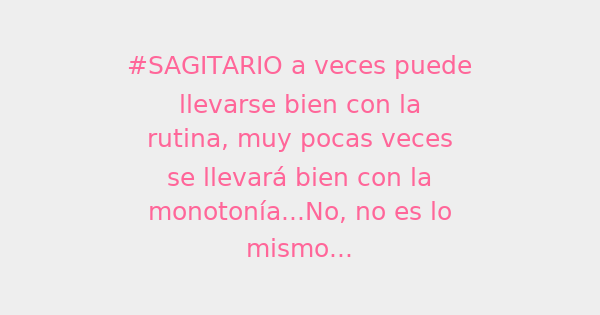 #SAGITARIO a veces puede
llevarse bien con la
rutina, muy pocas veces
se llevará bien con la
monotonía...No, no es lo
mismo...